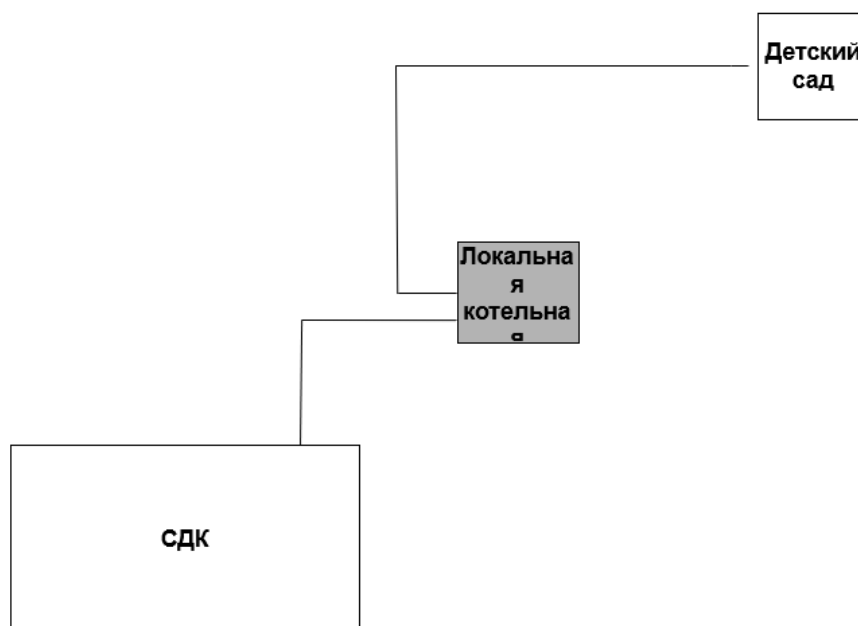 Детский
сад
Локальна
я
котельна
я
СДК